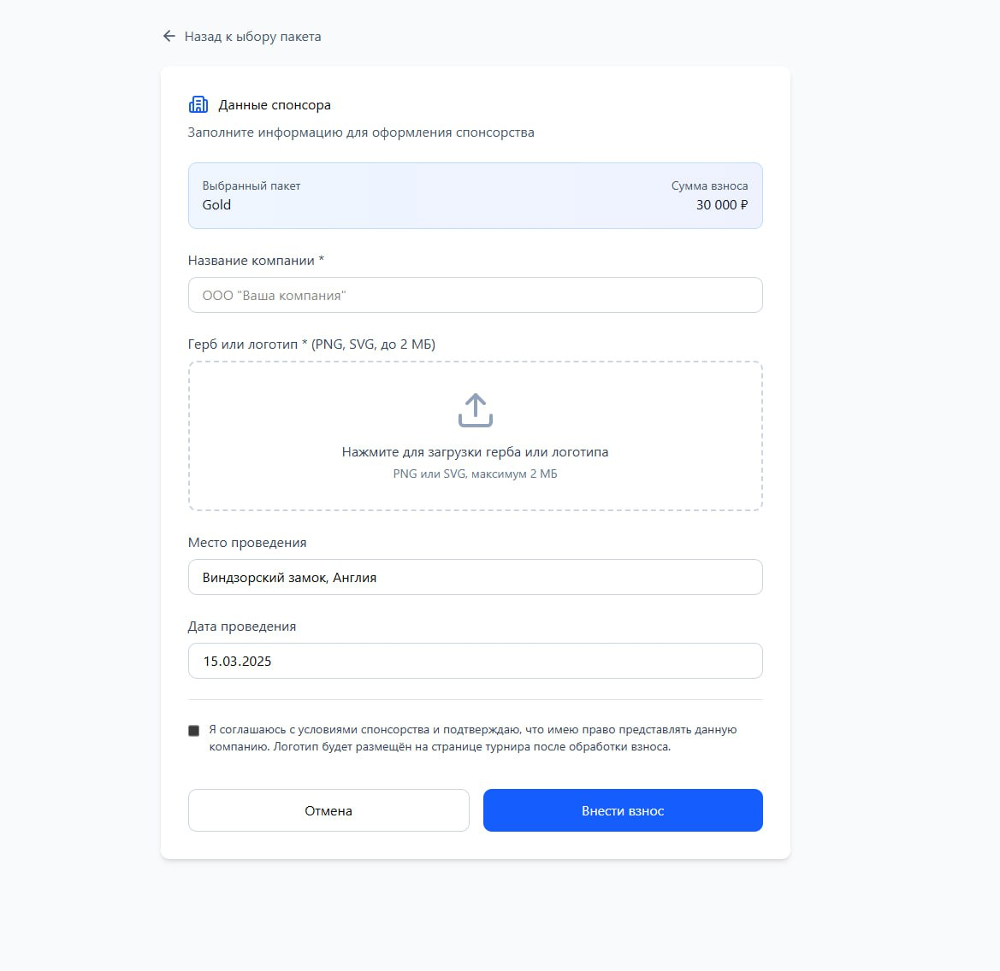 Назад к ыбору пакета
Данные спонсора
Заполните информацию для оформления спонсорства
Выбранный пакет
Сумма взноса
Gold
30 000 ₽
Название компании *
ООО "Ваша компания"
Герб или логотип * (PNG, SVG, до 2 МБ)
Нажмите для загрузки герба или логотипа
PNG или SVG, максимум 2 МБ
Место проведения
Виндзорский замок, Англия
Дата проведения
15.03.2025
Я соглашаюсь с условиями спонсорства и подтверждаю, что имею право представлять данную
компанию. Логотип будет размещён на странице турнира после обработки взноса.
Отмена
Внести взнос